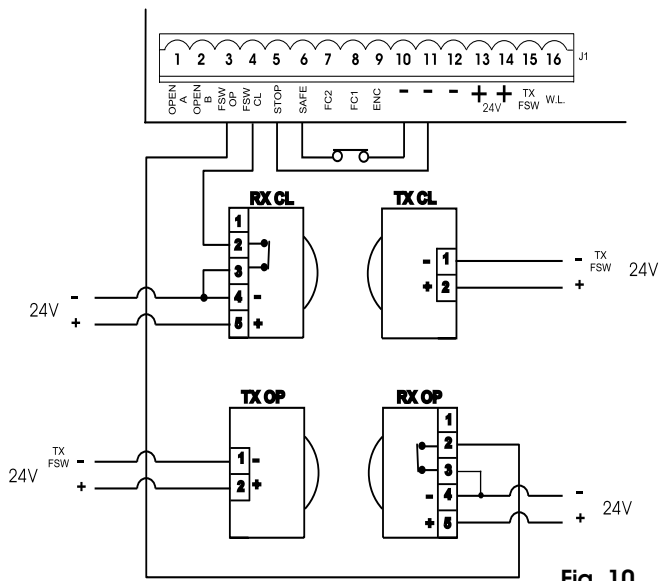 1 2 3 4 5 6 7 8 9 10 11 12 13 14 15 16 J1
OPEN A
OPEN B
FSW OP
FSW CL
STOP
SAFE
FC2
FC1
ENC
-
-
-
+ 24V +
TX FSW
W.L.
RX CL
1
2
3
4 -
5 +
24V
-
+
TX CL
- 1
+ 2
- TX FSW
+
24V
TX OP
1 -
2 +
TX FSW -
24V
+
RX OP
1
2
3
- 4
+ 5
-
+
24V
Fig. 10